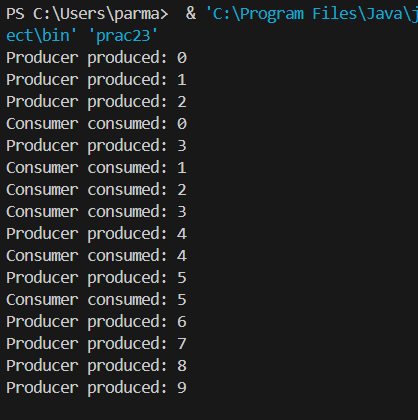 PS C:\Users\parma>  & 'C:\Program Files\Java\j
ect\bin' 'prac23'
Producer produced: 0
Producer produced: 1
Producer produced: 2
Consumer consumed: 0
Producer produced: 3
Consumer consumed: 1
Consumer consumed: 2
Consumer consumed: 3
Producer produced: 4
Consumer consumed: 4
Producer produced: 5
Consumer consumed: 5
Producer produced: 6
Producer produced: 7
Producer produced: 8
Producer produced: 9